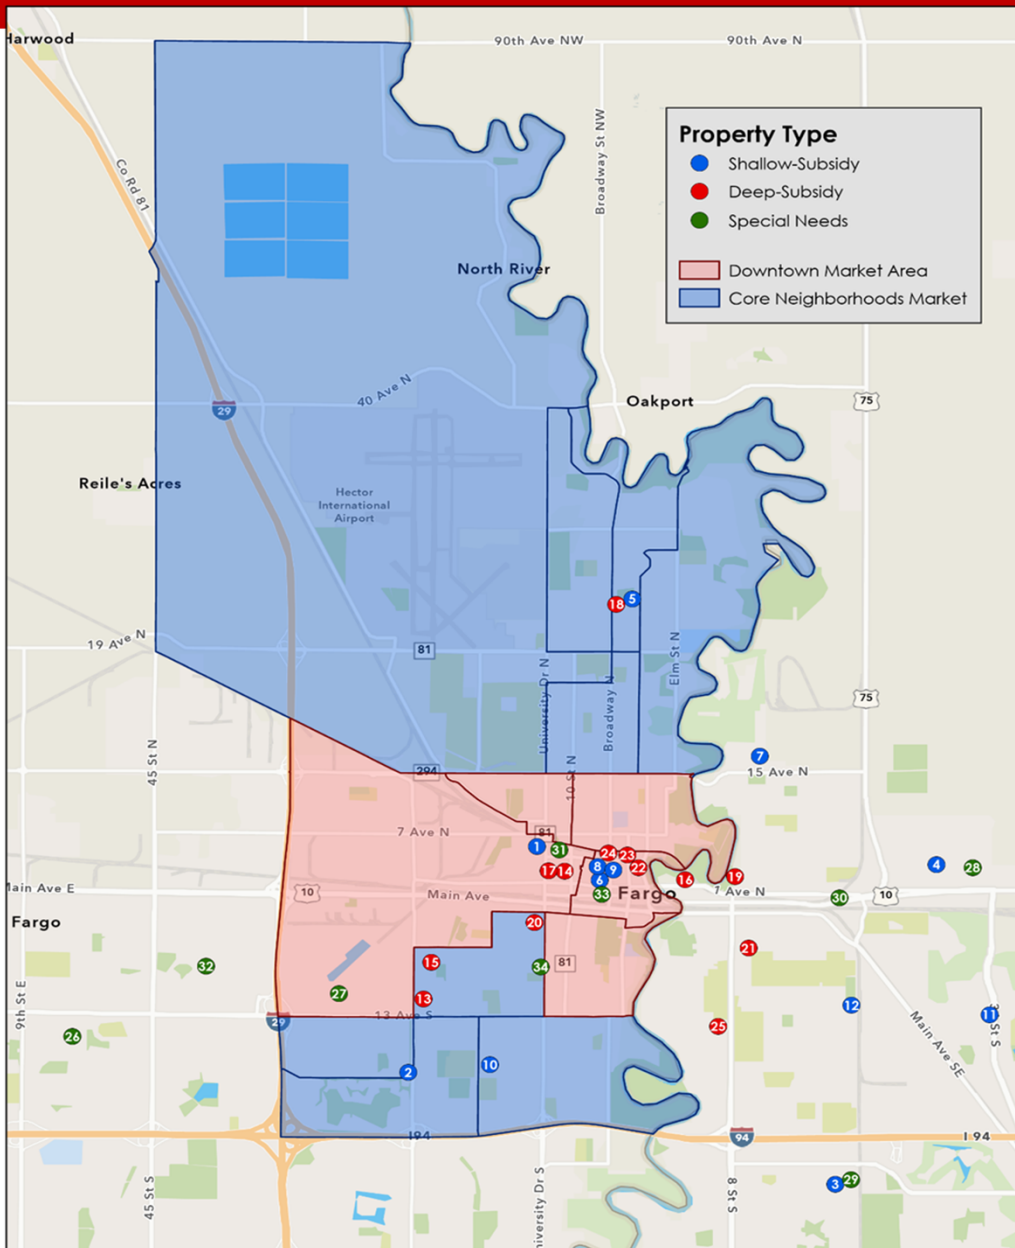 Harwood
90th Ave NW
90th Ave N
Property Type
Shallow-Subsidy
Deep-Subsidy
Special Needs
Downtown Market Area
Core Neighborhoods Market
Broadway St NW
Co Rd 81
North River
40 Ave N
29
Oakport
75
Reile's Acres
Hector
International
Airport
18
5
19 Ave N
81
University Dr N
Broadway N
Elm St N
75
45 St N
7
294
15 Ave N
10 St N
7 Ave N
81
1
31
24
23
17
14
8
9
22
6
16
19
4
28
Main Ave E
10
Main Ave
33
Fargo
1 Ave N
30
10
Fargo
20
15
34
81
21
32
27
13
9th St E
13 Ave S
29
12
11
St S
26
25
Main Ave SE
2
10
I 94
94
I 94
45 St S
University Dr S
8 St S
3
29